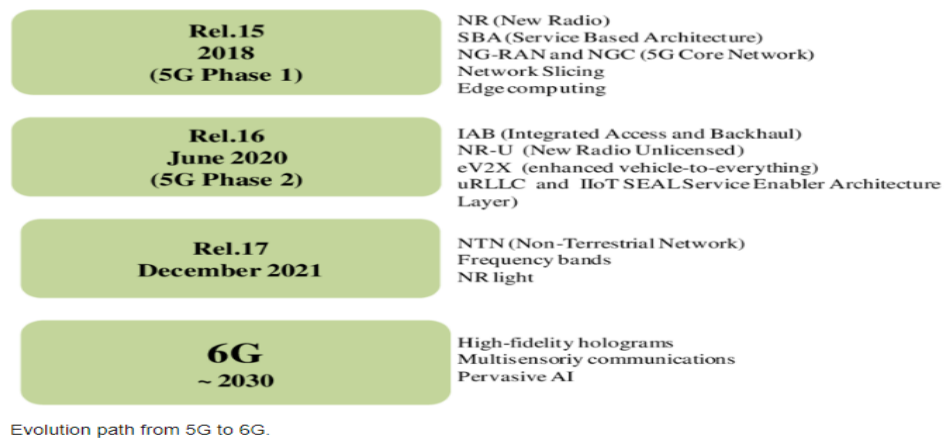 Rel.15
2018
(5G Phase 1)
NR (New Radio)
SBA (Service Based Architecture)
NG-RAN and NGC (5G Core Network)
Network Slicing
Edge computing
Rel.16
June 2020
(5G Phase 2)
IAB (Integrated Access and Backhaul)
NR-U (New Radio Unlicensed)
eV2X (enhanced vehicle-to-everything)
uRLLC and IIoT SEAL Service Enabler Architecture
Layer)
Rel.17
December 2021
NTN (Non-Terrestrial Network)
Frequency bands
NR light
6G
~ 2030
High-fidelity holograms
Multisensoriy communications
Pervasive AI
Evolution path from 5G to 6G.